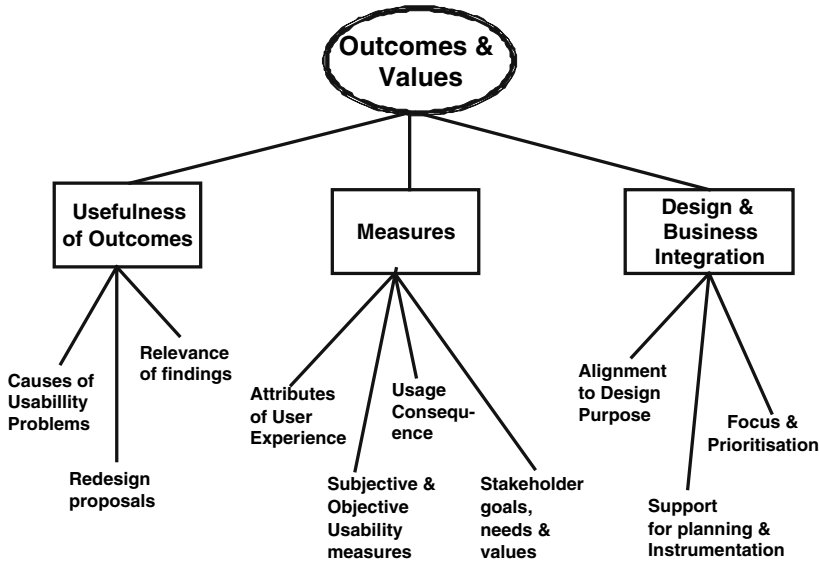 Outcomes &
Values
Usefulness
of Outcomes
Measures
Design &
Business
Integration
Causes of
Usabillity
Problems
Redesign
proposals
Relevance
of findings
Attributes
of User
Experience
Subjective &
Objective
Usability
measures
Usage
Consequ-
ence
Stakeholder
goals,
needs &
values
Alignment
to Design
Purpose
Support
for planning &
Instrumentation
Focus &
Prioritisation